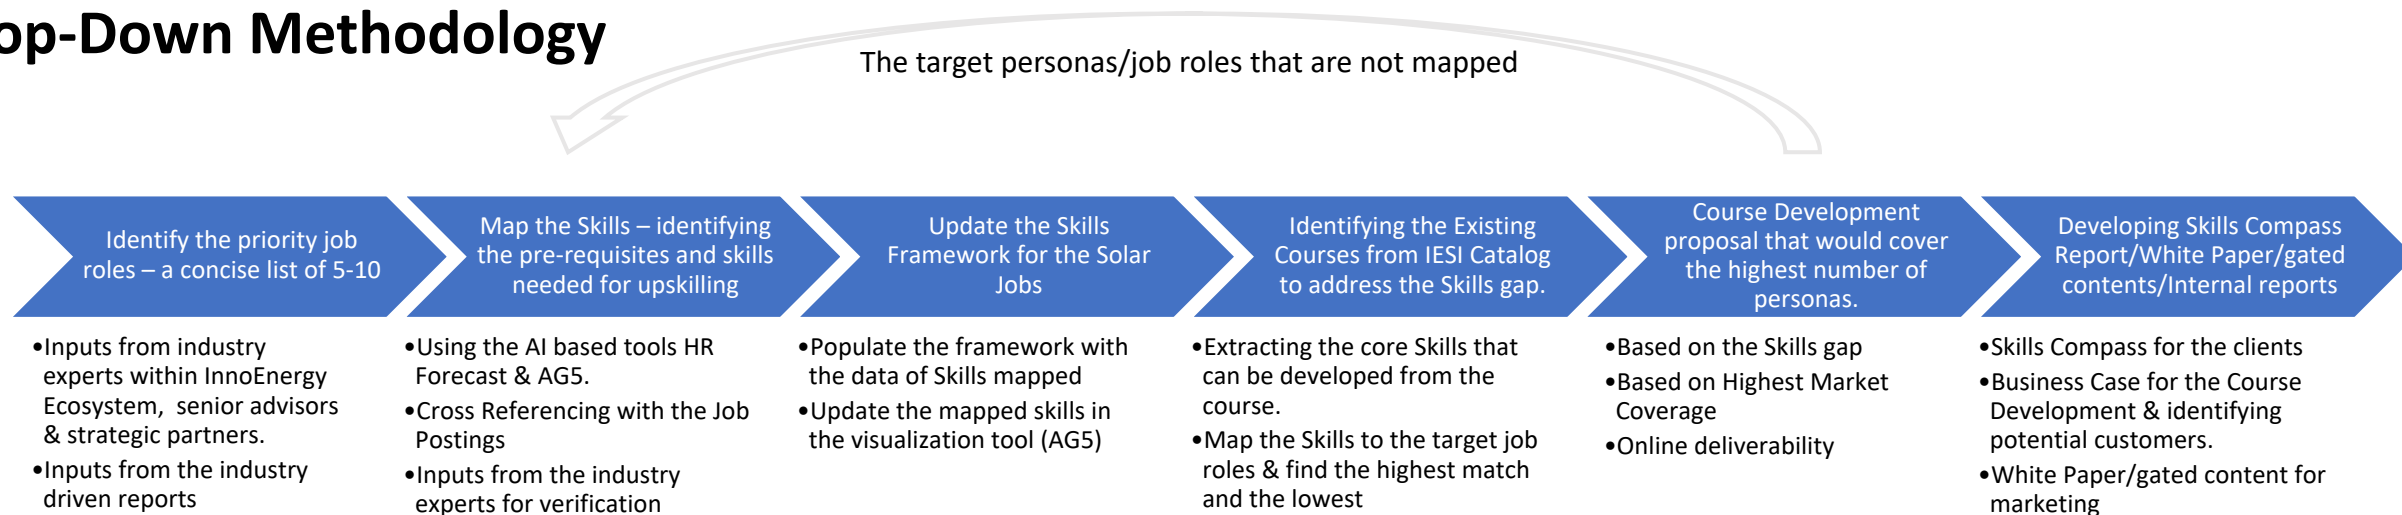 op-Down Methodology
The target personas/job roles that are not mapped
Identify the priority job
roles – a concise list of 5-10
Map the Skills – identifying
the pre-requisites and skills
needed for upskilling
Update the Skills
Framework for the Solar
Jobs
Identifying the Existing
Courses from IESI Catalog
to address the Skills gap.
Course Development
proposal that would cover
the highest number of
personas.
Developing Skills Compass
Report/White Paper/gated
contents/Internal reports
•Inputs from industry
experts within InnoEnergy
Ecosystem, senior advisors
& strategic partners.
•Inputs from the industry
driven reports
•Using the AI based tools HR
Forecast & AG5.
•Cross Referencing with the Job
Postings
•Inputs from the industry
experts for verification
•Populate the framework with
the data of Skills mapped
•Update the mapped skills in
the visualization tool (AG5)
•Extracting the core Skills that
can be developed from the
course.
•Map the Skills to the target job
roles & find the highest match
and the lowest
•Based on the Skills gap
•Based on Highest Market
Coverage
•Online deliverability
•Skills Compass for the clients
•Business Case for the Course
Development & identifying
potential customers.
•White Paper/gated content for
marketing